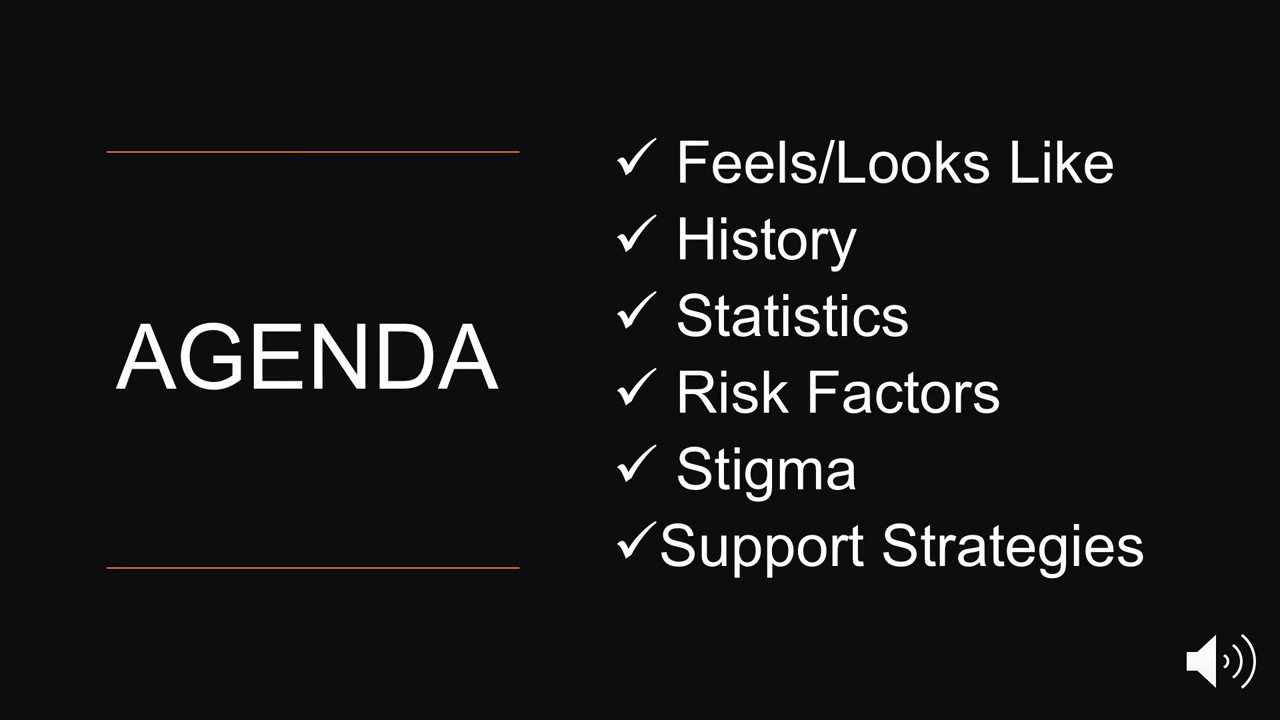 AGENDA
✓ Feels/Looks Like
✓ History
✓ Statistics
✓ Risk Factors
✓ Stigma
✓Support Strategies